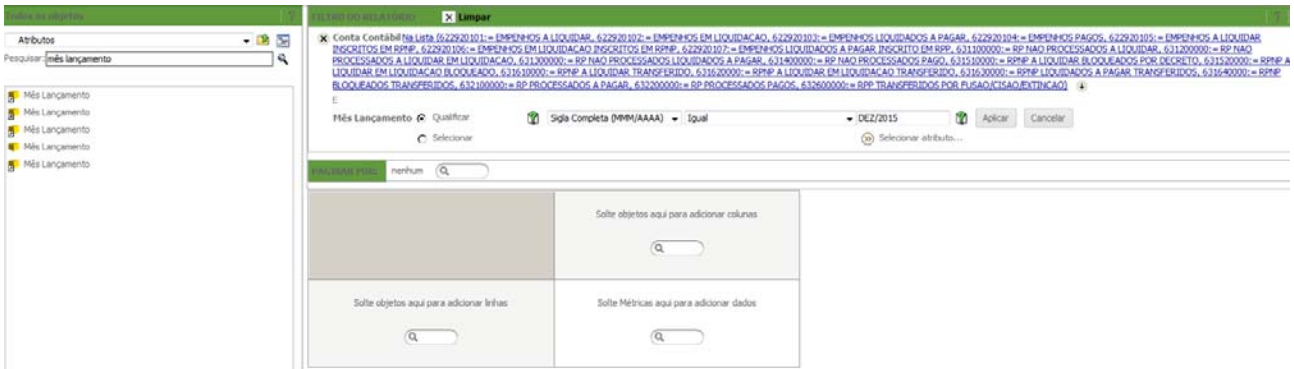 Todos os objetos ?
Atributos
Pesquisar: mês lançamento
Mês Lançamento
Mês Lançamento
Mês Lançamento
Mês Lançamento
Mês Lançamento
FILTRO DO RELATÓRIO X Limpar ?
Conta Contábil Na Lista (622920101:= EMPENHOS A LIQUIDAR, 622920102:= EMPENHOS EM LIQUIDACAO, 622920103:= EMPENHOS LIQUIDADOS A PAGAR, 622920104:= EMPENHOS PAGOS, 622920105:= EMPENHOS A LIQUIDAR
INSCRITOS EM RPNP, 622920106:= EMPENHOS EM LIQUIDACAO INSCRITOS EM RPNP, 622920107:= EMPENHOS LIQUIDADOS A PAGAR INSCRITO EM RPP, 631100000:= RP NAO PROCESSADOS A LIQUIDAR, 631200000:= RP NAO
PROCESSADOS A LIQUIDAR EM LIQUIDACAO, 631300000:= RP NAO PROCESSADOS LIQUIDADOS A PAGAR, 631400000:= RP NAO PROCESSADOS PAGO, 631510000:= RPNP A LIQUIDAR BLOQUEADOS POR DECRETO, 631520000:= RPNP A
LIQUIDAR EM LIQUIDACAO BLOQUEADO, 631610000:= RPNP A LIQUIDAR TRANSFERIDO, 631620000:= RPNP A LIQUIDAR EM LIQUIDACAO TRANSFERIDO, 631630000:= RPNP LIQUIDADOS A PAGAR TRANSFERIDOS, 631640000:= RPNP
BLOQUEADOS TRANSFERIDOS, 632100000:= RP PROCESSADOS A PAGAR, 632200000:= RP PROCESSADOS PAGOS, 632600000:= RPP TRANSFERIDOS POR FUSAO/CISAO/EXTINCAO)
E
Mês Lançamento Qualificar Sigla Completa (MMM/AAAA) Igual DEZ/2015 Aplicar Cancelar
Selecionar Selecionar atributo...
PAGINAR POR: nenhum
Solte objetos aqui para adicionar colunas
Solte objetos aqui para adicionar linhas Solte Métricas aqui para adicionar dados